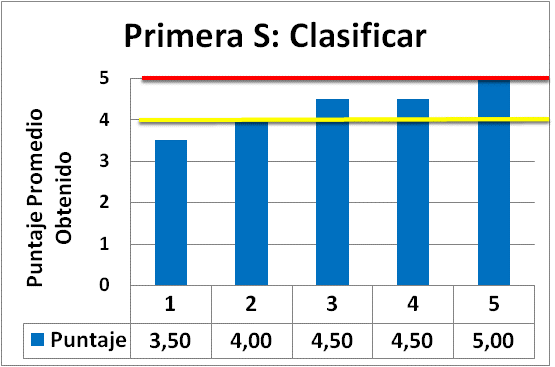 Primera S: Clasificar
Puntaje Promedio
Obtenido
5
4
3
2
1
0
1 2 3 4 5
Puntaje 3,50 4,00 4,50 4,50 5,00